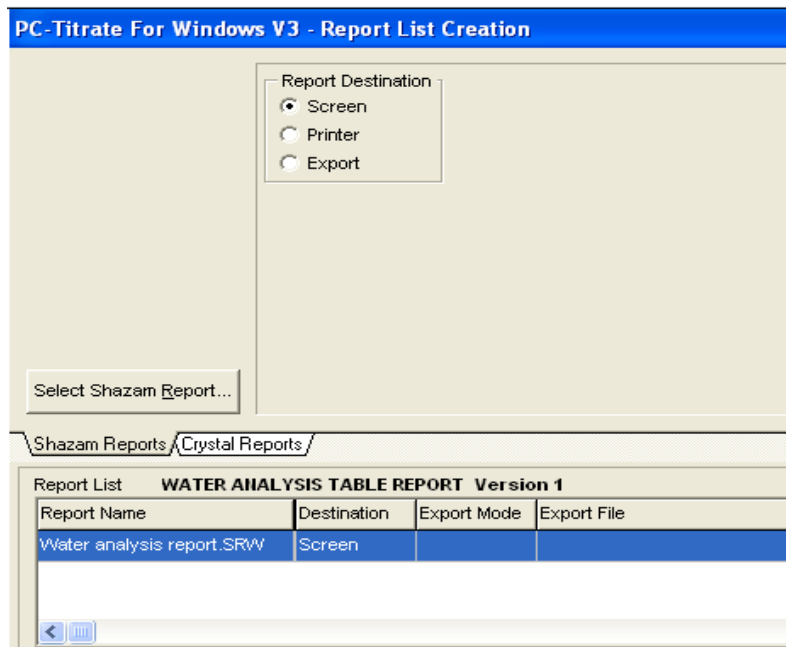 PC-Titrate For Windows V3 - Report List Creation
Report Destination
Screen
Printer
Export
Select Shazam Report...
Shazam Reports Crystal Reports
Report List WATER ANALYSIS TABLE REPORT Version 1
Report Name Destination Export Mode Export File
Water analysis report.SRW Screen